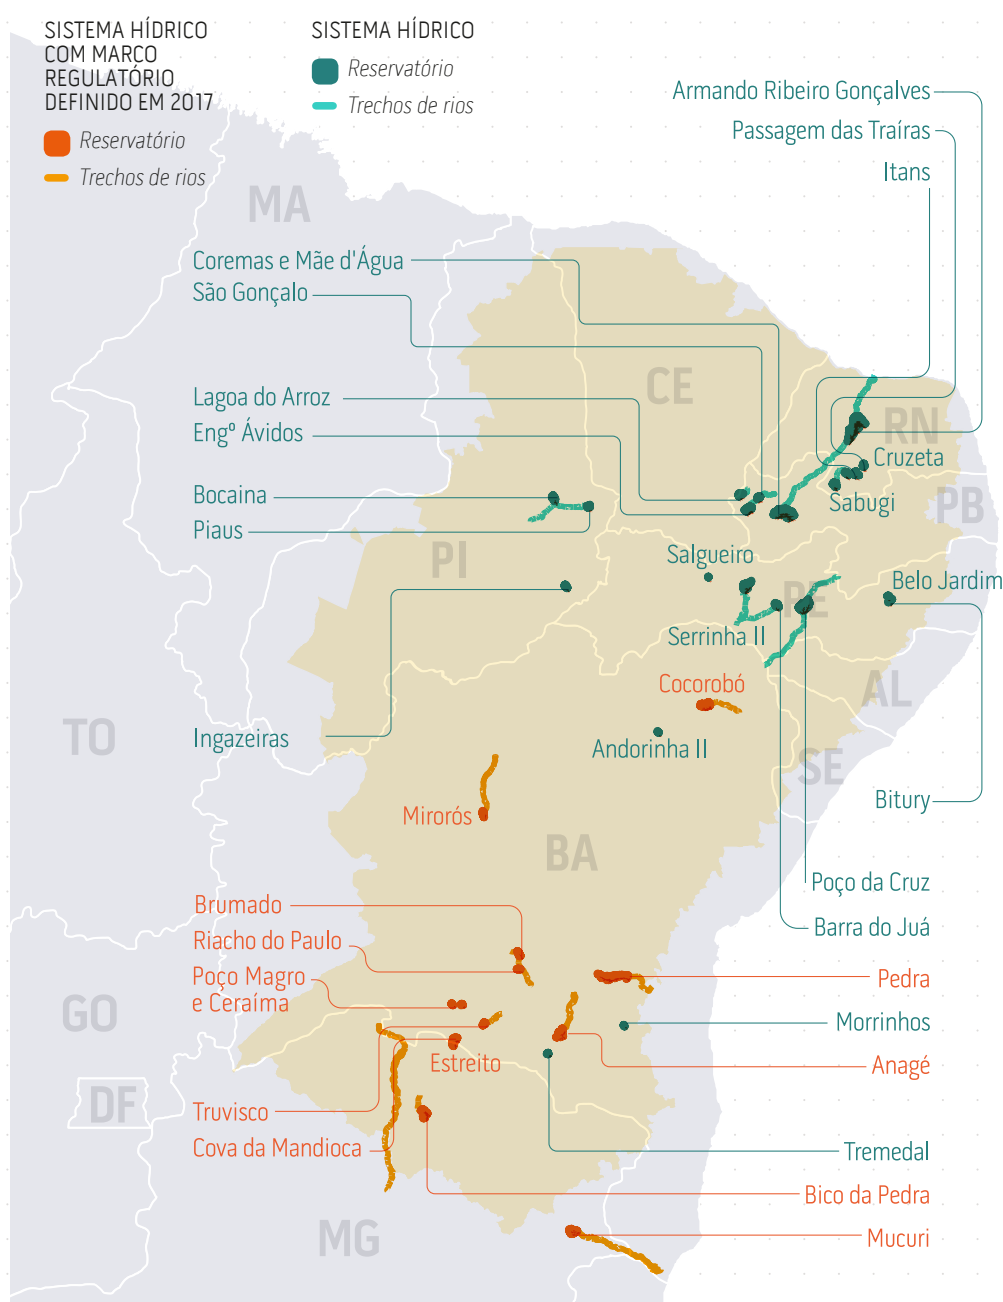 SISTEMA HÍDRICO
COM MARCO
REGULATÓRIO
DEFINIDO EM 2017
Reservatório
Trechos de rios
SISTEMA HÍDRICO
Reservatório
Trechos de rios
Armando Ribeiro Gonçalves
Passagem das Traíras
Itans
MA
Coremas e Mãe d'Água
São Gonçalo
CE
Lagoa do Arroz
Engº Ávidos
RN
Cruzeta
Bocaina
Sabugi
PB
Piaus
PI
Salgueiro
Belo Jardim
PE
Serrinha II
Cocorobó
AL
TO
Ingazeiras
Andorinha II
SE
Bitury
Mirorós
BA
Poço da Cruz
Brumado
Barra do Juá
Riacho do Paulo
Poço Magro
e Ceraíma
Pedra
GO
Morrinhos
Estreito
Anagé
DF
Truvisco
Cova da Mandioca
Tremedal
Bico da Pedra
MG
Mucuri